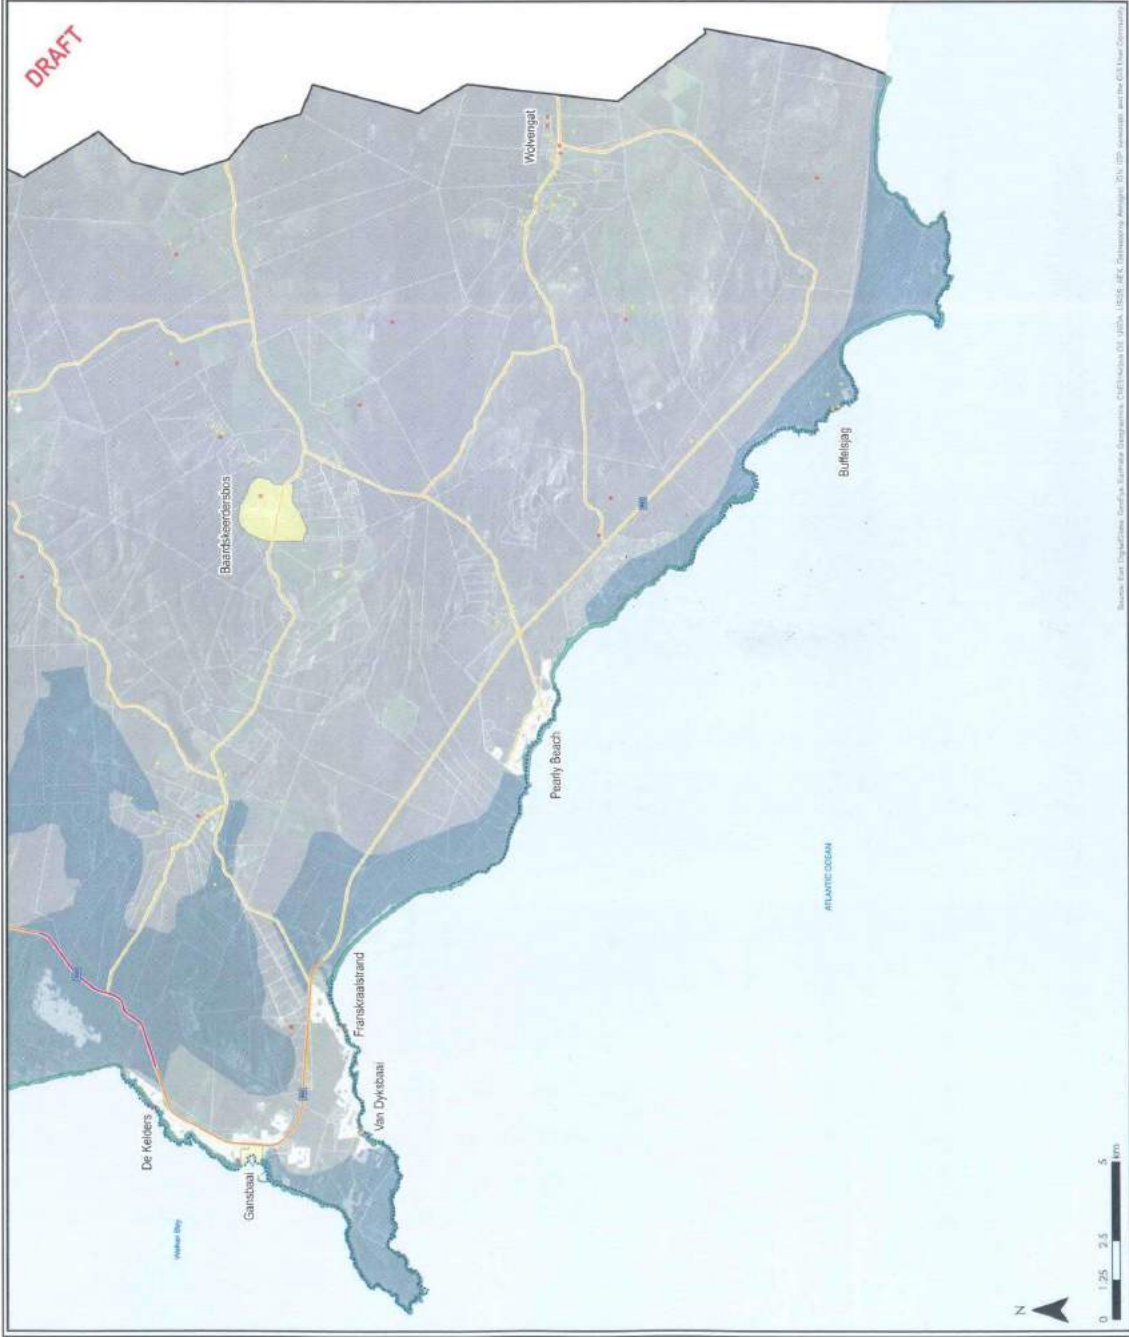 DRAFT
Wolvengat
Baardskeerdersbos
Buffelsjag
Pearly Beach
ATLANTIC OCEAN
Franskraalstrand
Van Dyksbaai
De Kelders
Gansbaai
Walker Bay
N
0 1.25 2.5 5
km